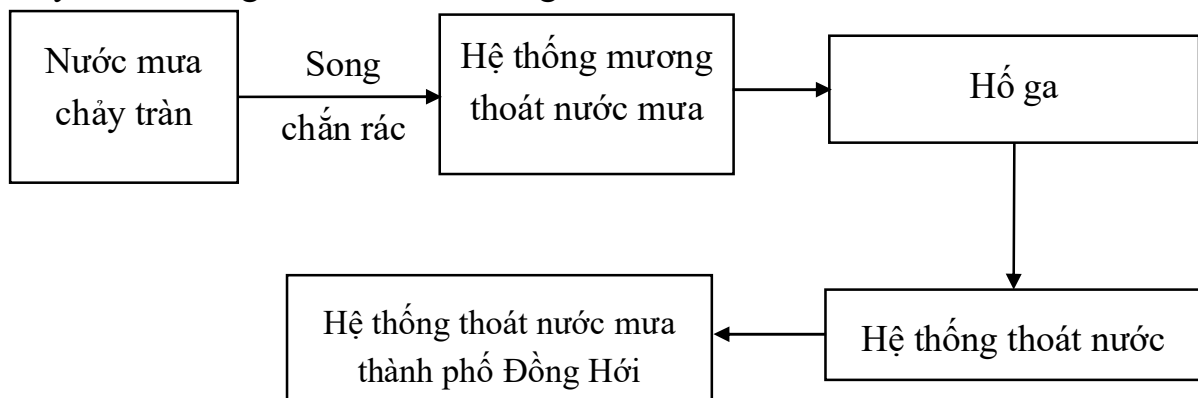 Nước mưa
chảy tràn
Song
chắn rác
Hệ thống mương
thoát nước mưa
Hố ga
Hệ thống thoát nước
Hệ thống thoát nước mưa
thành phố Đồng Hới